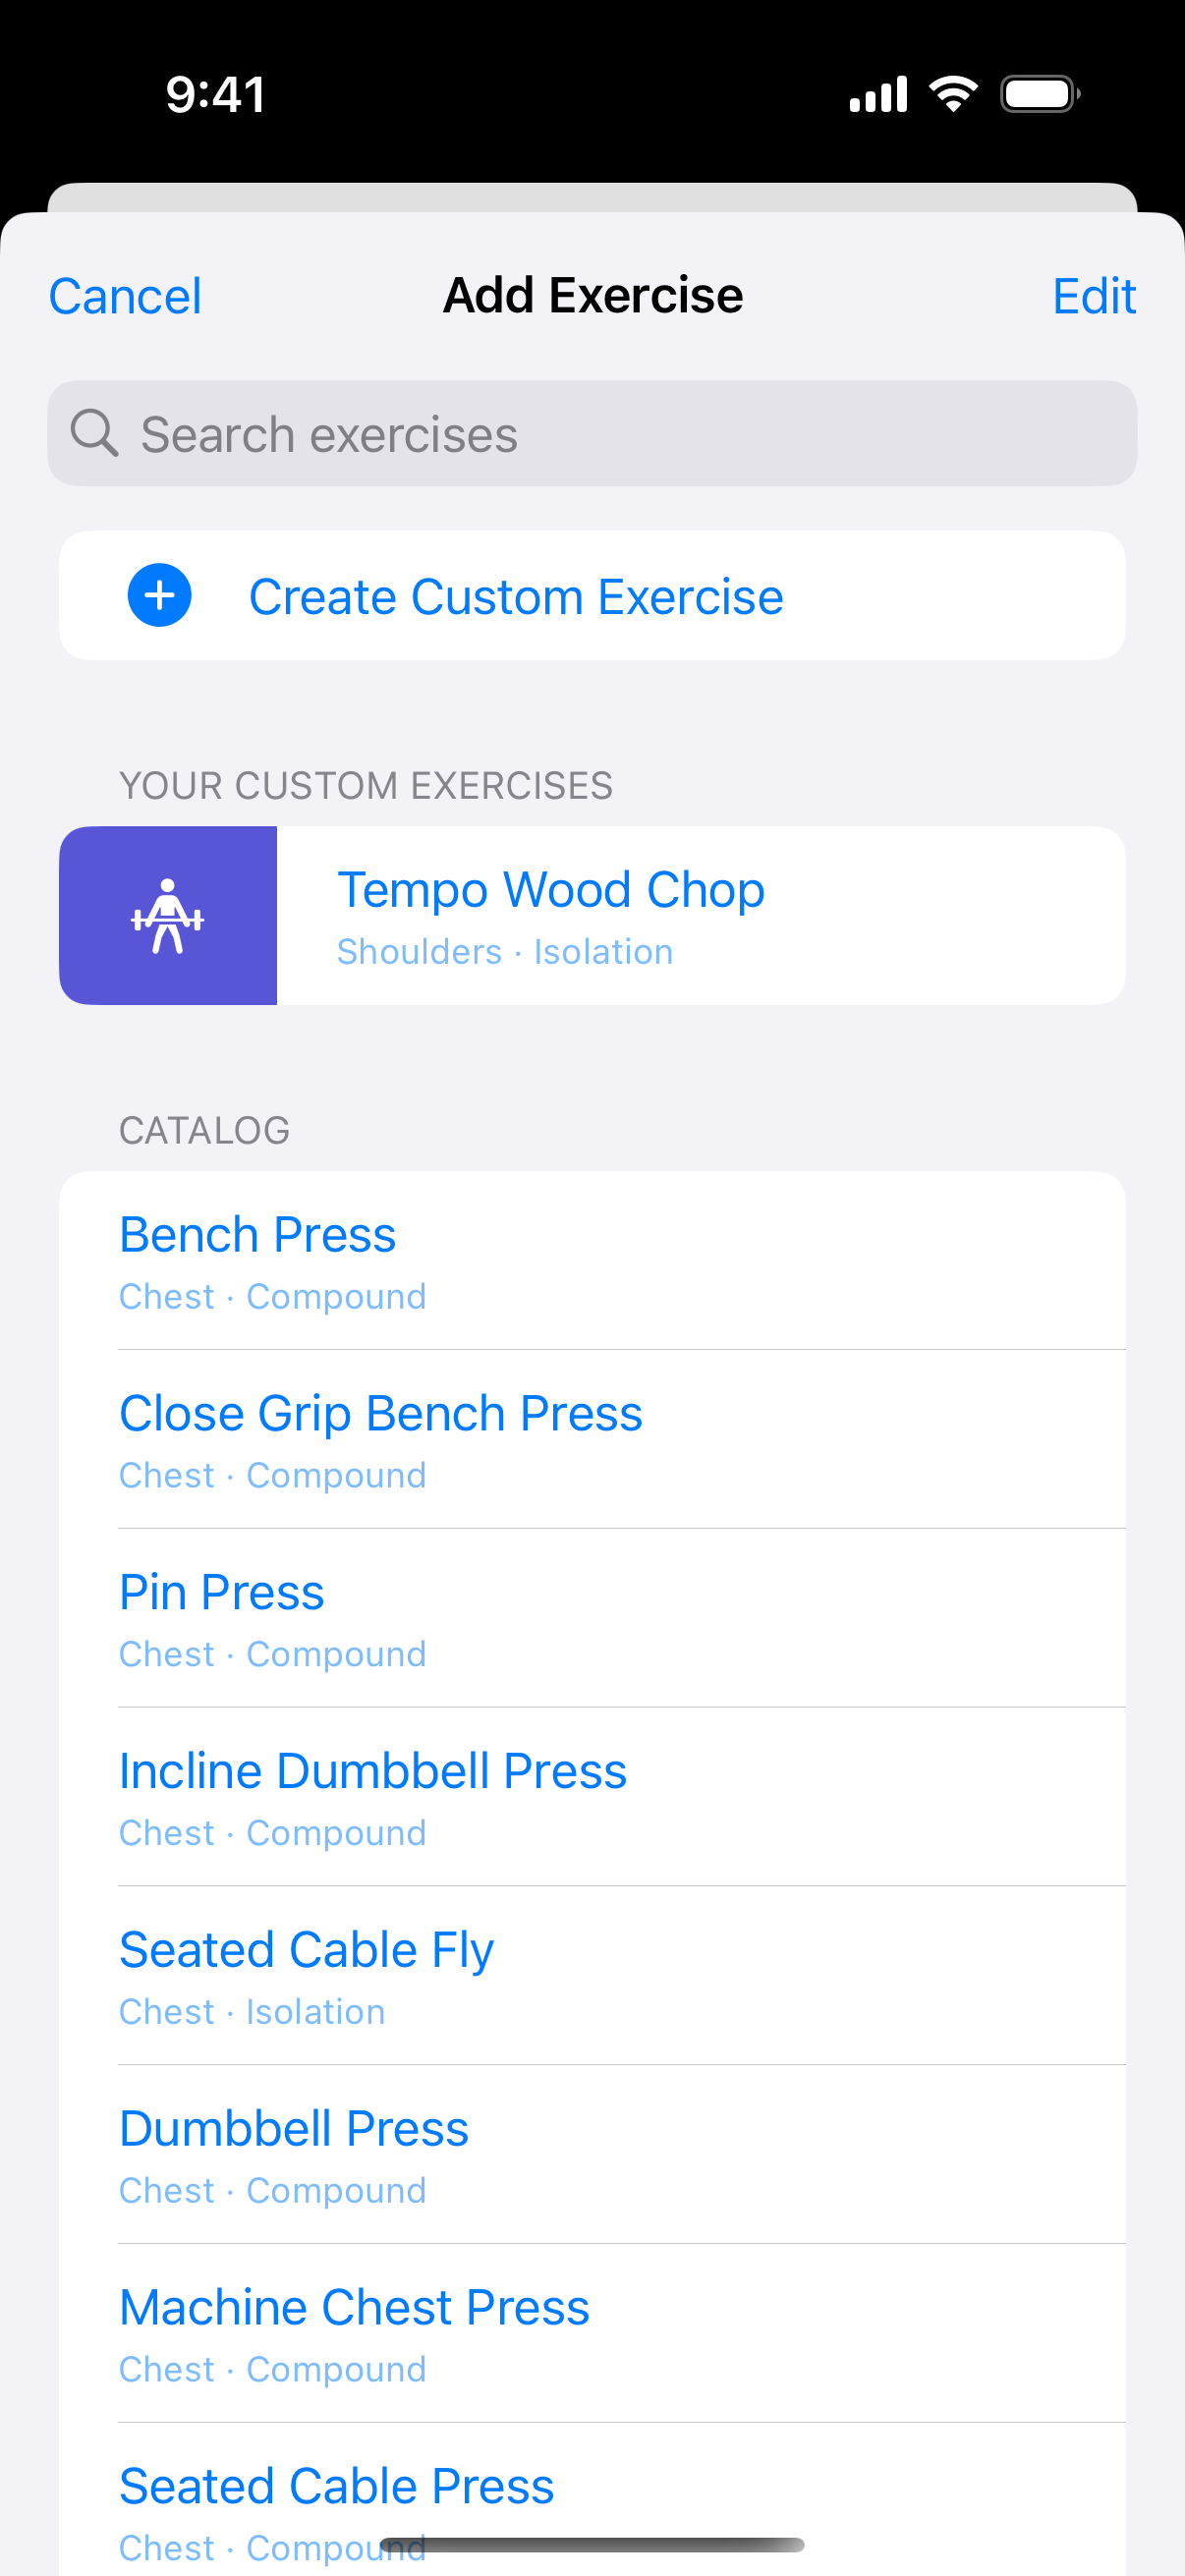 9:41
Cancel
Add Exercise
Edit
Search exercises
Create Custom Exercise
YOUR CUSTOM EXERCISES
Tempo Wood Chop
Shoulders · Isolation
CATALOG
Bench Press
Chest · Compound
Close Grip Bench Press
Chest · Compound
Pin Press
Chest · Compound
Incline Dumbbell Press
Chest · Compound
Seated Cable Fly
Chest · Isolation
Dumbbell Press
Chest · Compound
Machine Chest Press
Chest · Compound
Seated Cable Press
Chest · Compound